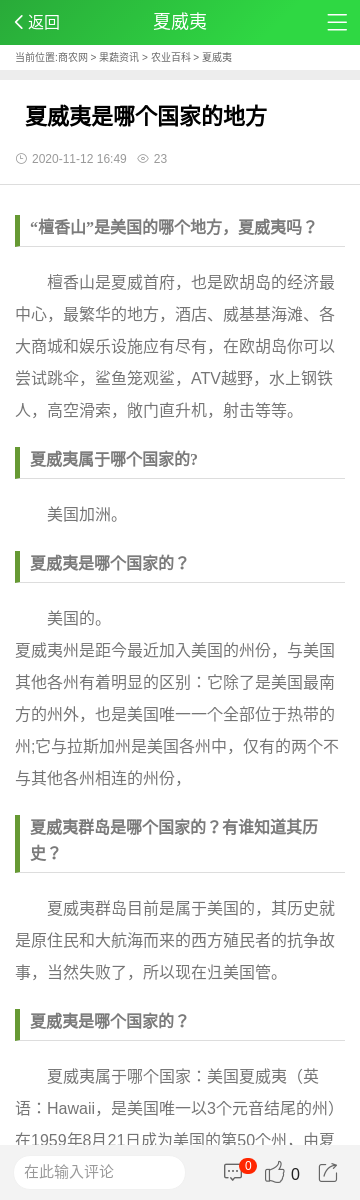 返回
夏威夷
当前位置:商农网 > 果蔬资讯 > 农业百科 > 夏威夷
夏威夷是哪个国家的地方
2020-11-12 16:49 23
“檀香山”是美国的哪个地方，夏威夷吗？
檀香山是夏威首府，也是欧胡岛的经济最
中心，最繁华的地方，酒店、威基基海滩、各
大商城和娱乐设施应有尽有，在欧胡岛你可以
尝试跳伞，鲨鱼笼观鲨，ATV越野，水上钢铁
人，高空滑索，敞门直升机，射击等等。
夏威夷属于哪个国家的?
美国加洲。
夏威夷是哪个国家的？
美国的。
夏威夷州是距今最近加入美国的州份，与美国
其他各州有着明显的区别：它除了是美国最南
方的州外，也是美国唯一一个全部位于热带的
州;它与拉斯加州是美国各州中，仅有的两个不
与其他各州相连的州份，
夏威夷群岛是哪个国家的？有谁知道其历
史？
夏威夷群岛目前是属于美国的，其历史就
是原住民和大航海而来的西方殖民者的抗争故
事，当然失败了，所以现在归美国管。
夏威夷是哪个国家的？
夏威夷属于哪个国家：美国夏威夷（英
语：Hawaii，是美国唯一以3个元音结尾的州）
在1959年8月21日成为美国的第50个州，由夏
在此输入评论
0
0